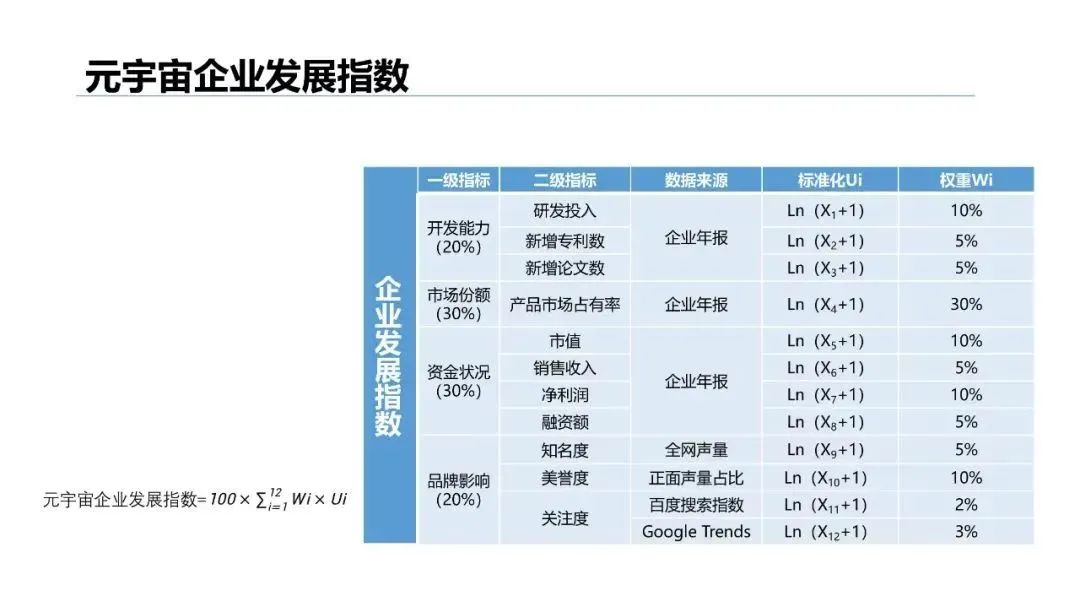 元宇宙企业发展指数
一级指标 二级指标 数据来源 标准化Ui 权重Wi
企业发展指数
开发能力
(20%)
研发投入 企业年报 Ln（X₁+1） 10%
新增专利数 Ln（X₂+1） 5%
新增论文数 Ln（X₃+1） 5%
市场份额
(30%)
产品市场占有率 企业年报 Ln（X₄+1） 30%
资金状况
(30%)
市值 企业年报 Ln（X₅+1） 10%
销售收入 Ln（X₆+1） 5%
净利润 Ln（X₇+1） 10%
融资额 Ln（X₈+1） 5%
品牌影响
(20%)
知名度 全网声量 Ln（X₉+1） 5%
美誉度 正面声量占比 Ln（X₁₀+1） 10%
关注度 百度搜索指数 Ln（X₁₁+1） 2%
Google Trends Ln（X₁₂+1） 3%
元宇宙企业发展指数=100×∑¹²ᵢ₌₁Wi×Ui